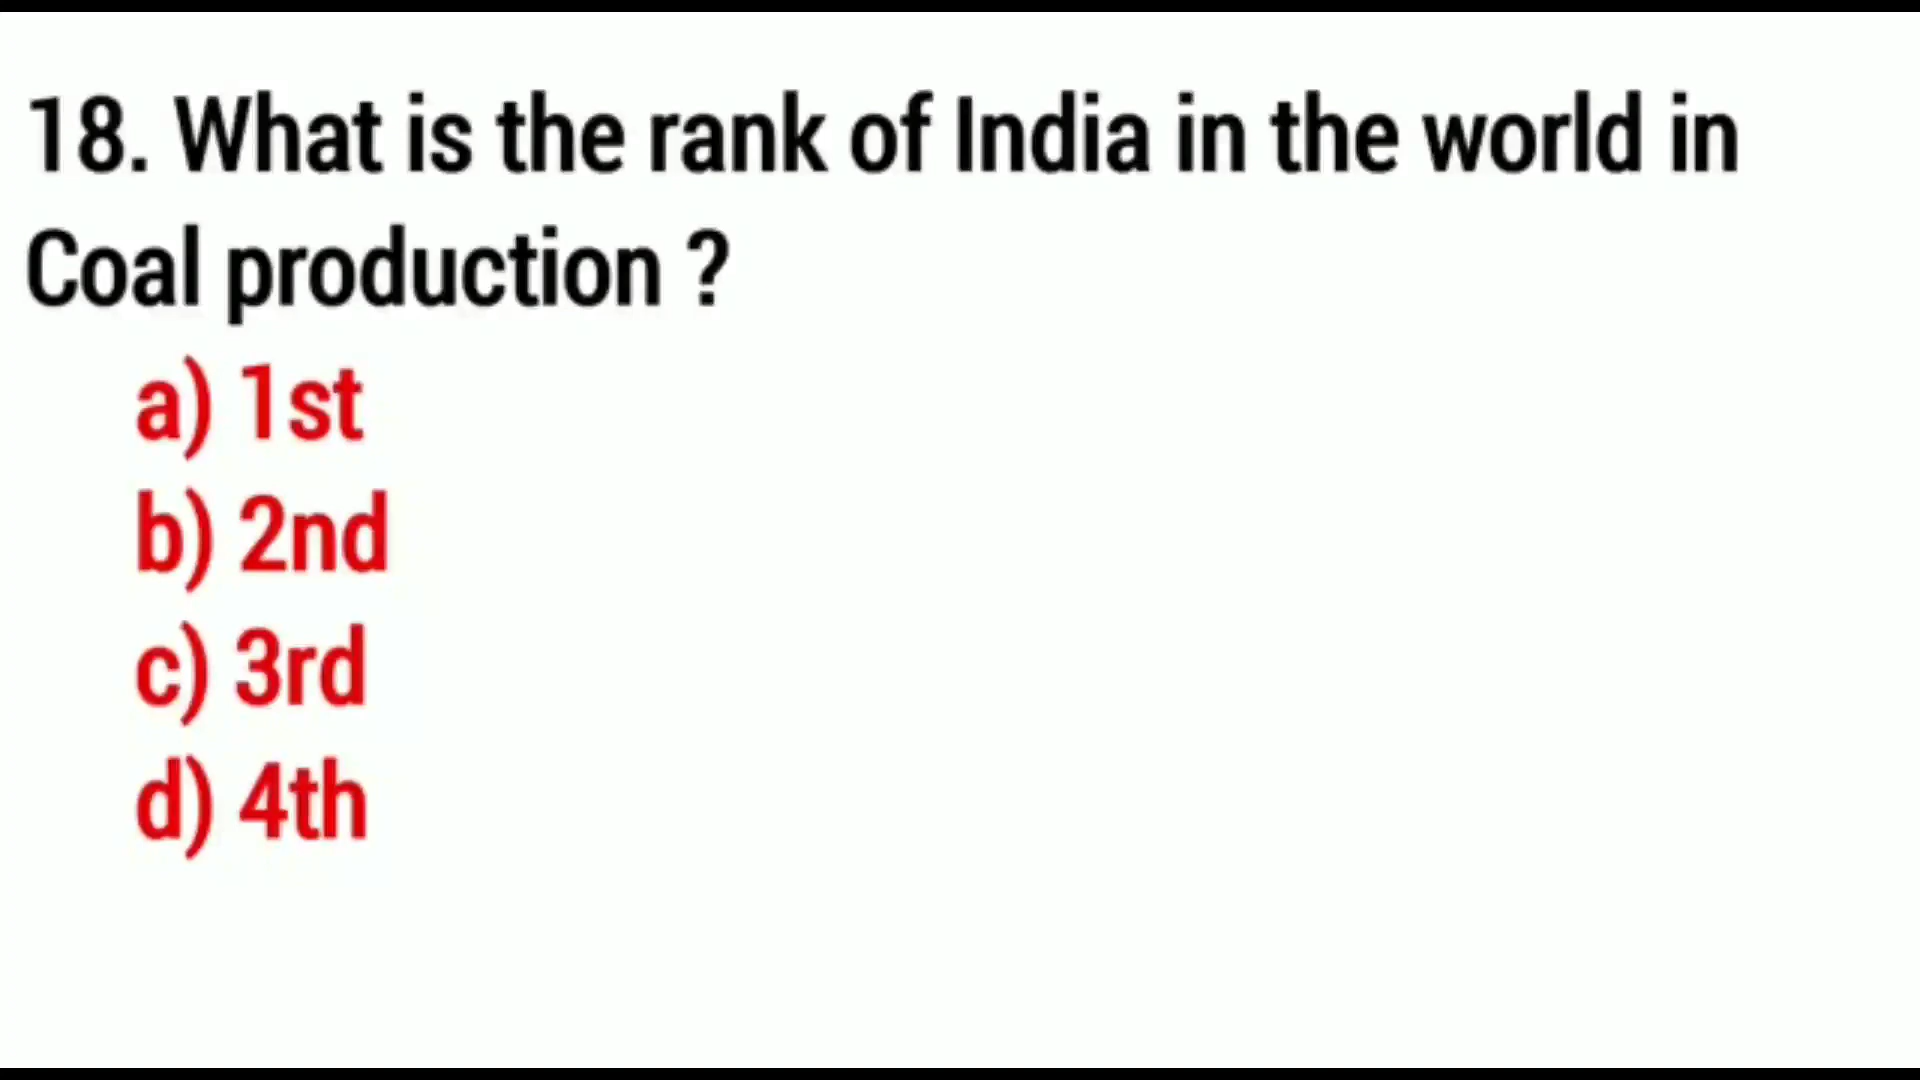 18. What is the rank of India in the world in
Coal production ?
a) 1st
b) 2nd
c) 3rd
d) 4th